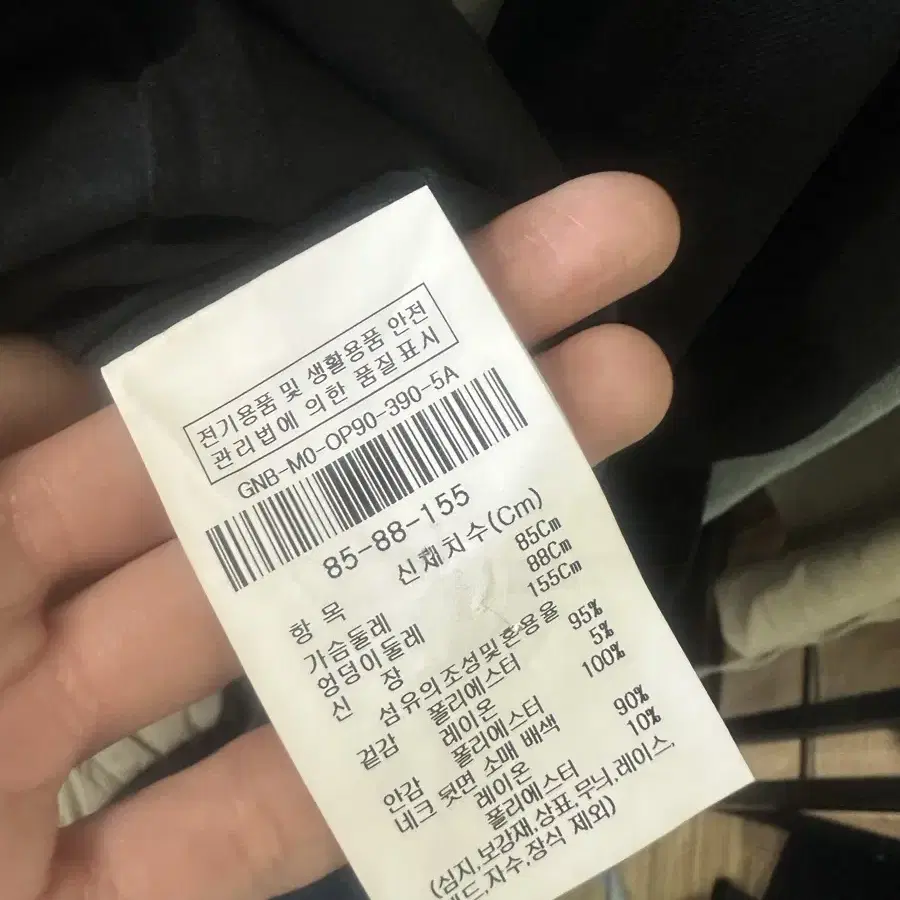 전기용품 및 생활용품 안전
관리법에 의한 품질표시
GNB-MO-OP90-390-5A
85-88-155
항 목 신체치수(Cm)
가슴둘레 85Cm
엉덩이둘레 88Cm
신 장 155Cm
섬유의조성및혼용율
겉감 폴리에스터 95%
레이온 5%
안감 폴리에스터 100%
네크 뒷면 소매 배색
레이온 90%
폴리에스터 10%
(심지,보강재,상표,무늬,레이스,
자수,장식 제외)